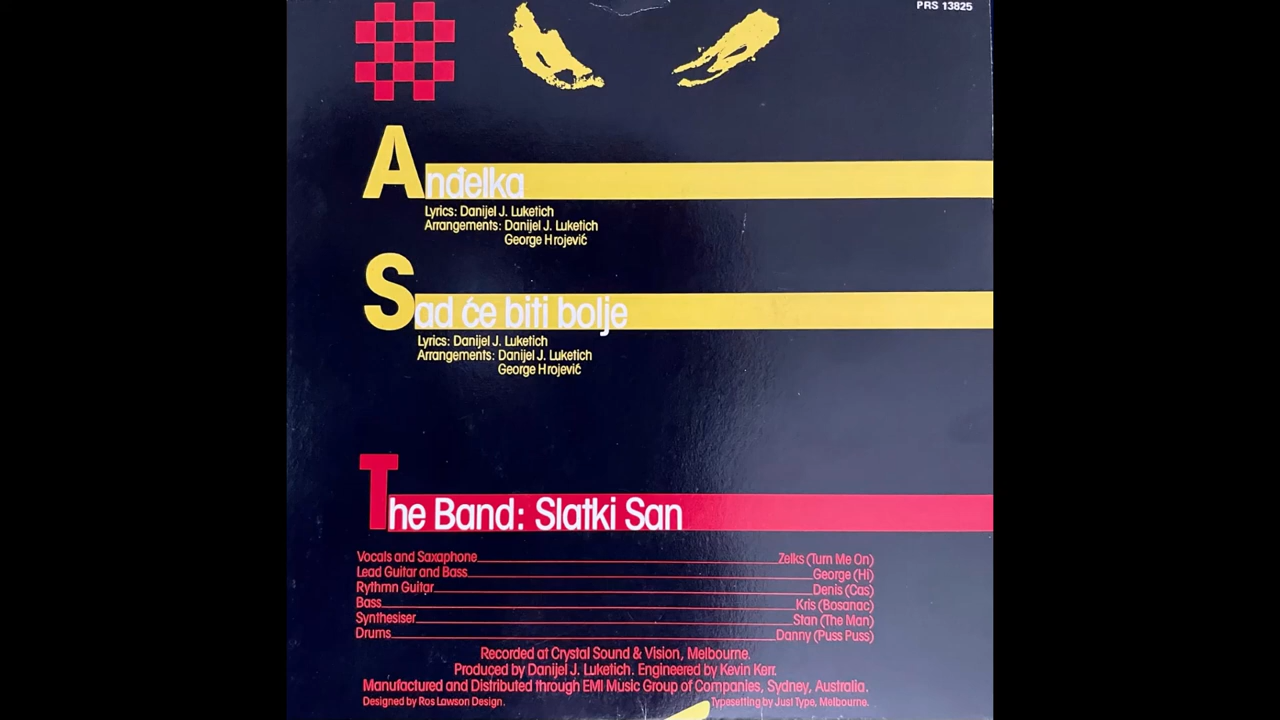 PRS 13825
Anđelka
Lyrics: Danijel J. Luketich
Arrangements: Danijel J. Luketich
George Hrojević
Sad će biti bolje
Lyrics: Danijel J. Luketich
Arrangements: Danijel J. Luketich
George Hrojević
The Band: Slatki San
Vocals and Saxaphone Zelks (Turn Me On)
Lead Guitar and Bass George (Hi)
Rythmn Guitar Denis (Cas)
Bass Kris (Bosanac)
Synthesiser Stan (The Man)
Drums Danny (Puss Puss)
Recorded at Crystal Sound & Vision, Melbourne.
Produced by Danijel J. Luketich. Engineered by Kevin Kerr.
Manufactured and Distributed through EMI Music Group of Companies, Sydney, Australia.
Designed by Ros Lawson Design. Typesetting by Just Type, Melbourne.